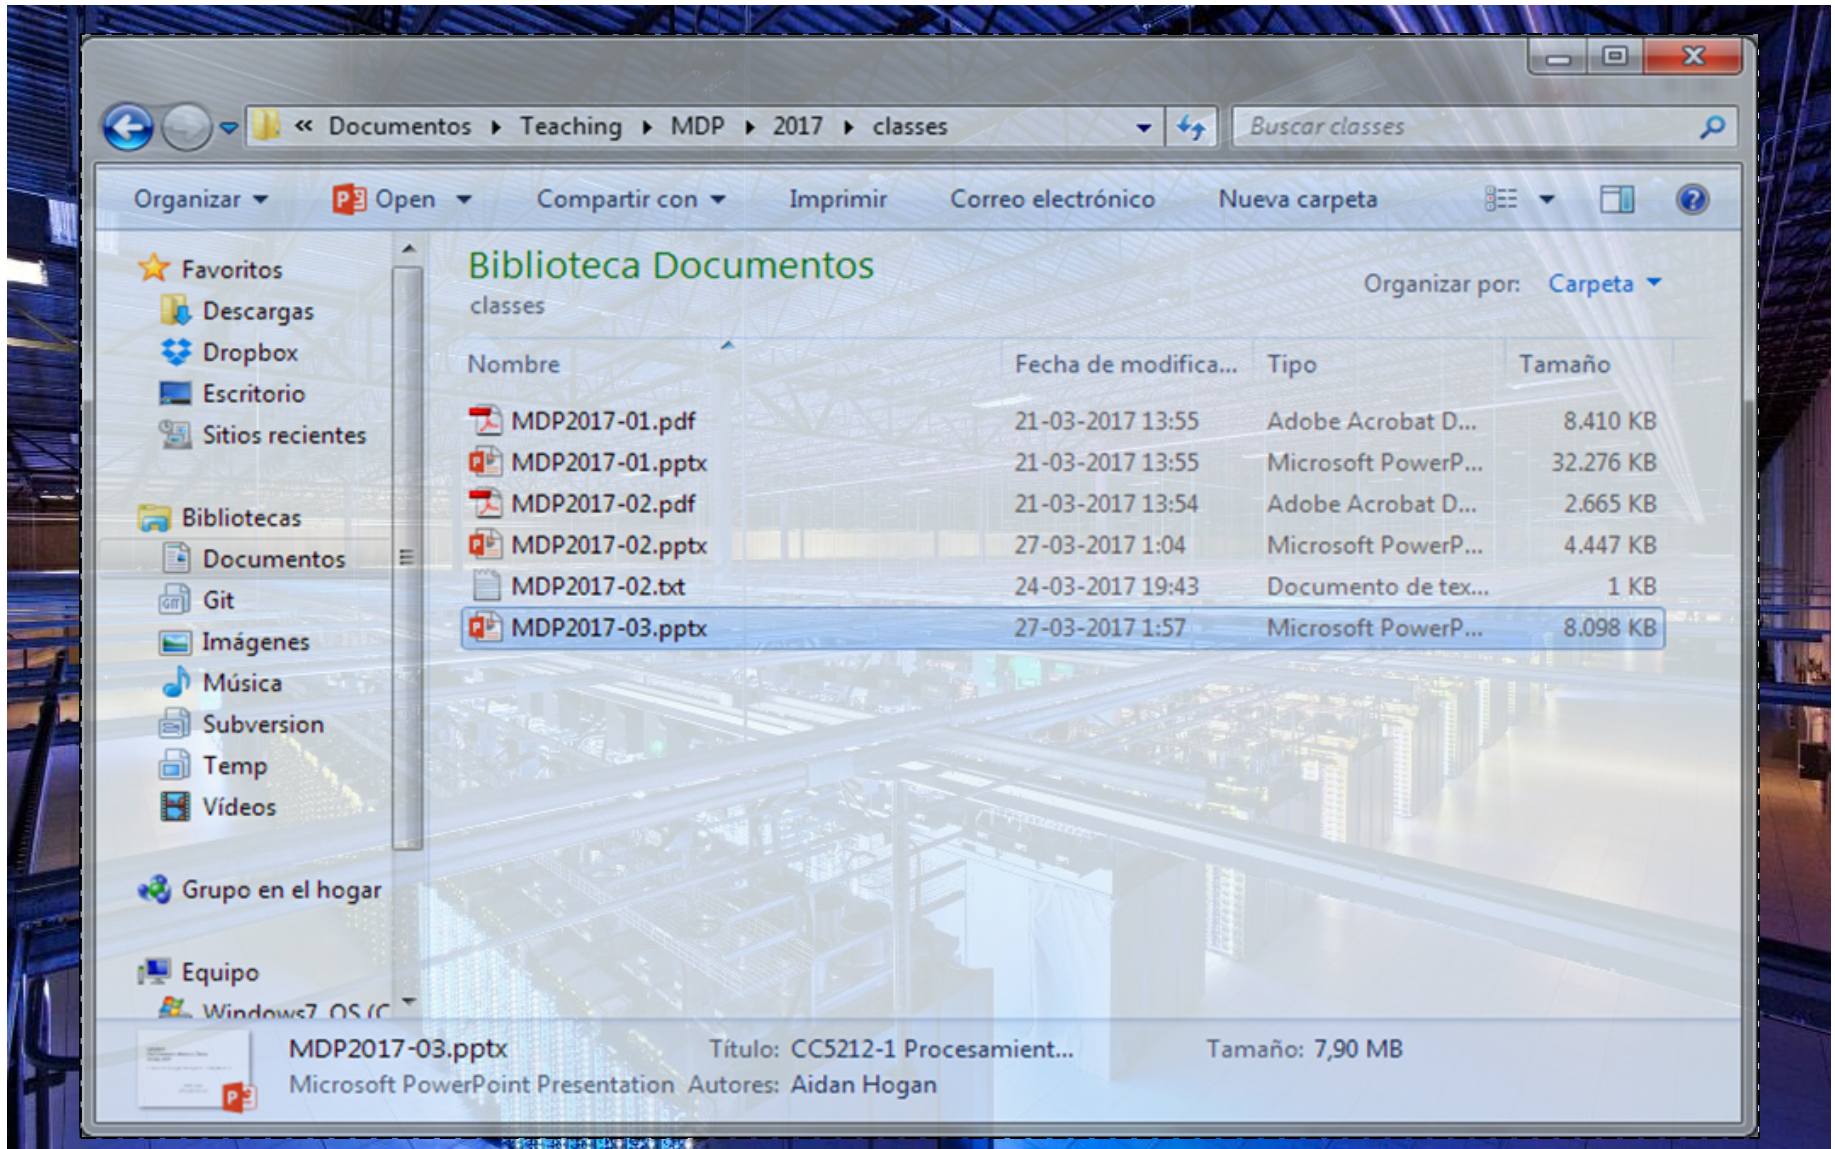 « Documentos ▸ Teaching ▸ MDP ▸ 2017 ▸ classes
Buscar classes
Organizar Open Compartir con Imprimir Correo electrónico Nueva carpeta
Favoritos
Descargas
Dropbox
Escritorio
Sitios recientes
Bibliotecas
Documentos
Git
Imágenes
Música
Subversion
Temp
Vídeos
Grupo en el hogar
Equipo
Windows7_OS (C
Biblioteca Documentos
classes
Organizar por: Carpeta
Nombre Fecha de modifica... Tipo Tamaño
MDP2017-01.pdf 21-03-2017 13:55 Adobe Acrobat D... 8.410 KB
MDP2017-01.pptx 21-03-2017 13:55 Microsoft PowerP... 32.276 KB
MDP2017-02.pdf 21-03-2017 13:54 Adobe Acrobat D... 2.665 KB
MDP2017-02.pptx 27-03-2017 1:04 Microsoft PowerP... 4.447 KB
MDP2017-02.txt 24-03-2017 19:43 Documento de tex... 1 KB
MDP2017-03.pptx 27-03-2017 1:57 Microsoft PowerP... 8.098 KB
MDP2017-03.pptx Título: CC5212-1 Procesamient... Tamaño: 7,90 MB
Microsoft PowerPoint Presentation Autores: Aidan Hogan